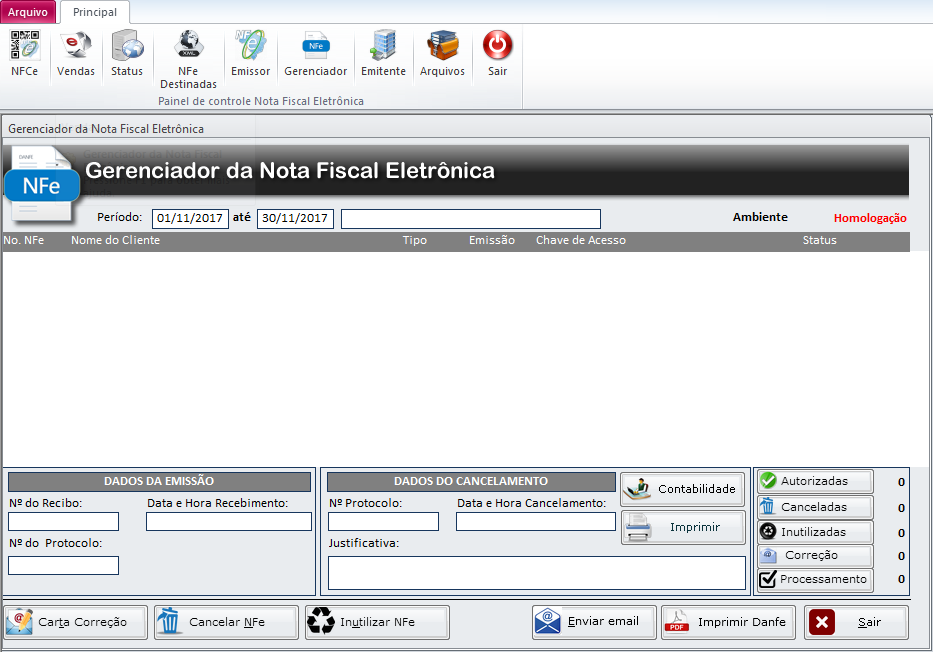 Arquivo Principal
NFCe Vendas Status NFe Destinadas Emissor Gerenciador Emitente Arquivos Sair
Painel de controle Nota Fiscal Eletrônica
Gerenciador da Nota Fiscal Eletrônica
DANFE
NFe
Gerenciador da Nota Fiscal Eletrônica
Período: 01/11/2017 até 30/11/2017 Ambiente Homologação
No. NFe Nome do Cliente Tipo Emissão Chave de Acesso Status
DADOS DA EMISSÃO
Nº do Recibo: Data e Hora Recebimento:
Nº do Protocolo:
DADOS DO CANCELAMENTO
Nº Protocolo: Data e Hora Cancelamento:
Justificativa:
Contabilidade
Imprimir
Autorizadas 0
Canceladas 0
Inutilizadas 0
Correção 0
Processamento 0
Carta Correção Cancelar NFe Inutilizar NFe Enviar email PDF Imprimir Danfe Sair